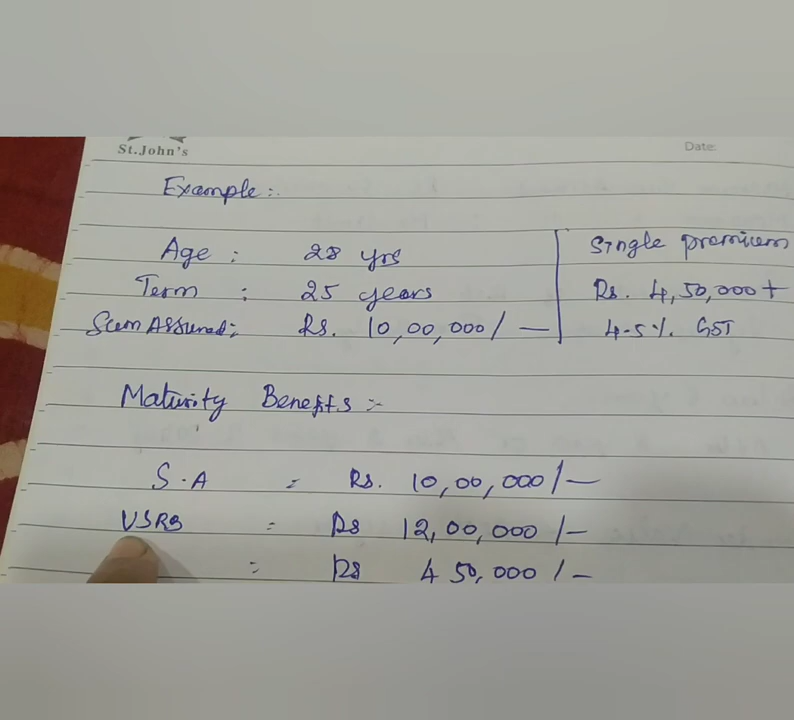 St.John's
Date:
Example:-
Age : 28 yrs
Single premium
Term : 25 years
Rs. 4,50,000+
Sum Assured: Rs. 10,00,000/-
4.5%. GST
Maturity Benefits :-
S.A = Rs. 10,00,000/-
VSRB = Rs 12,00,000/-
= Rs 4 50,000/-